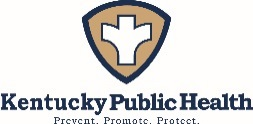 Kentucky Public Health
Prevent. Promote. Protect.